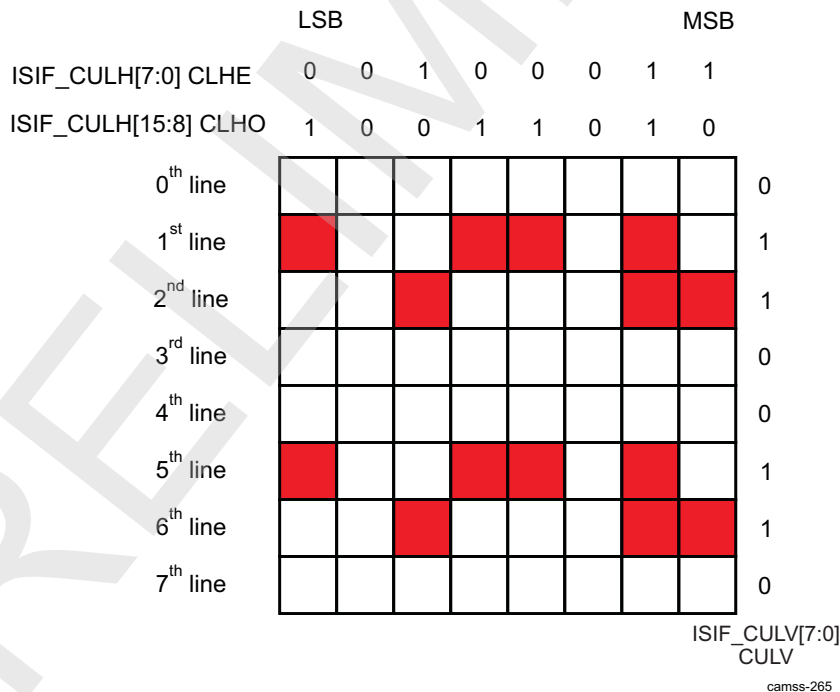 LSB MSB
ISIF_CULH[7:0] CLHE 0 0 1 0 0 0 1 1
ISIF_CULH[15:8] CLHO 1 0 0 1 1 0 1 0
0th line 0
1st line 1
2nd line 1
3rd line 0
4th line 0
5th line 1
6th line 1
7th line 0
ISIF_CULV[7:0]
CULV
camss-265